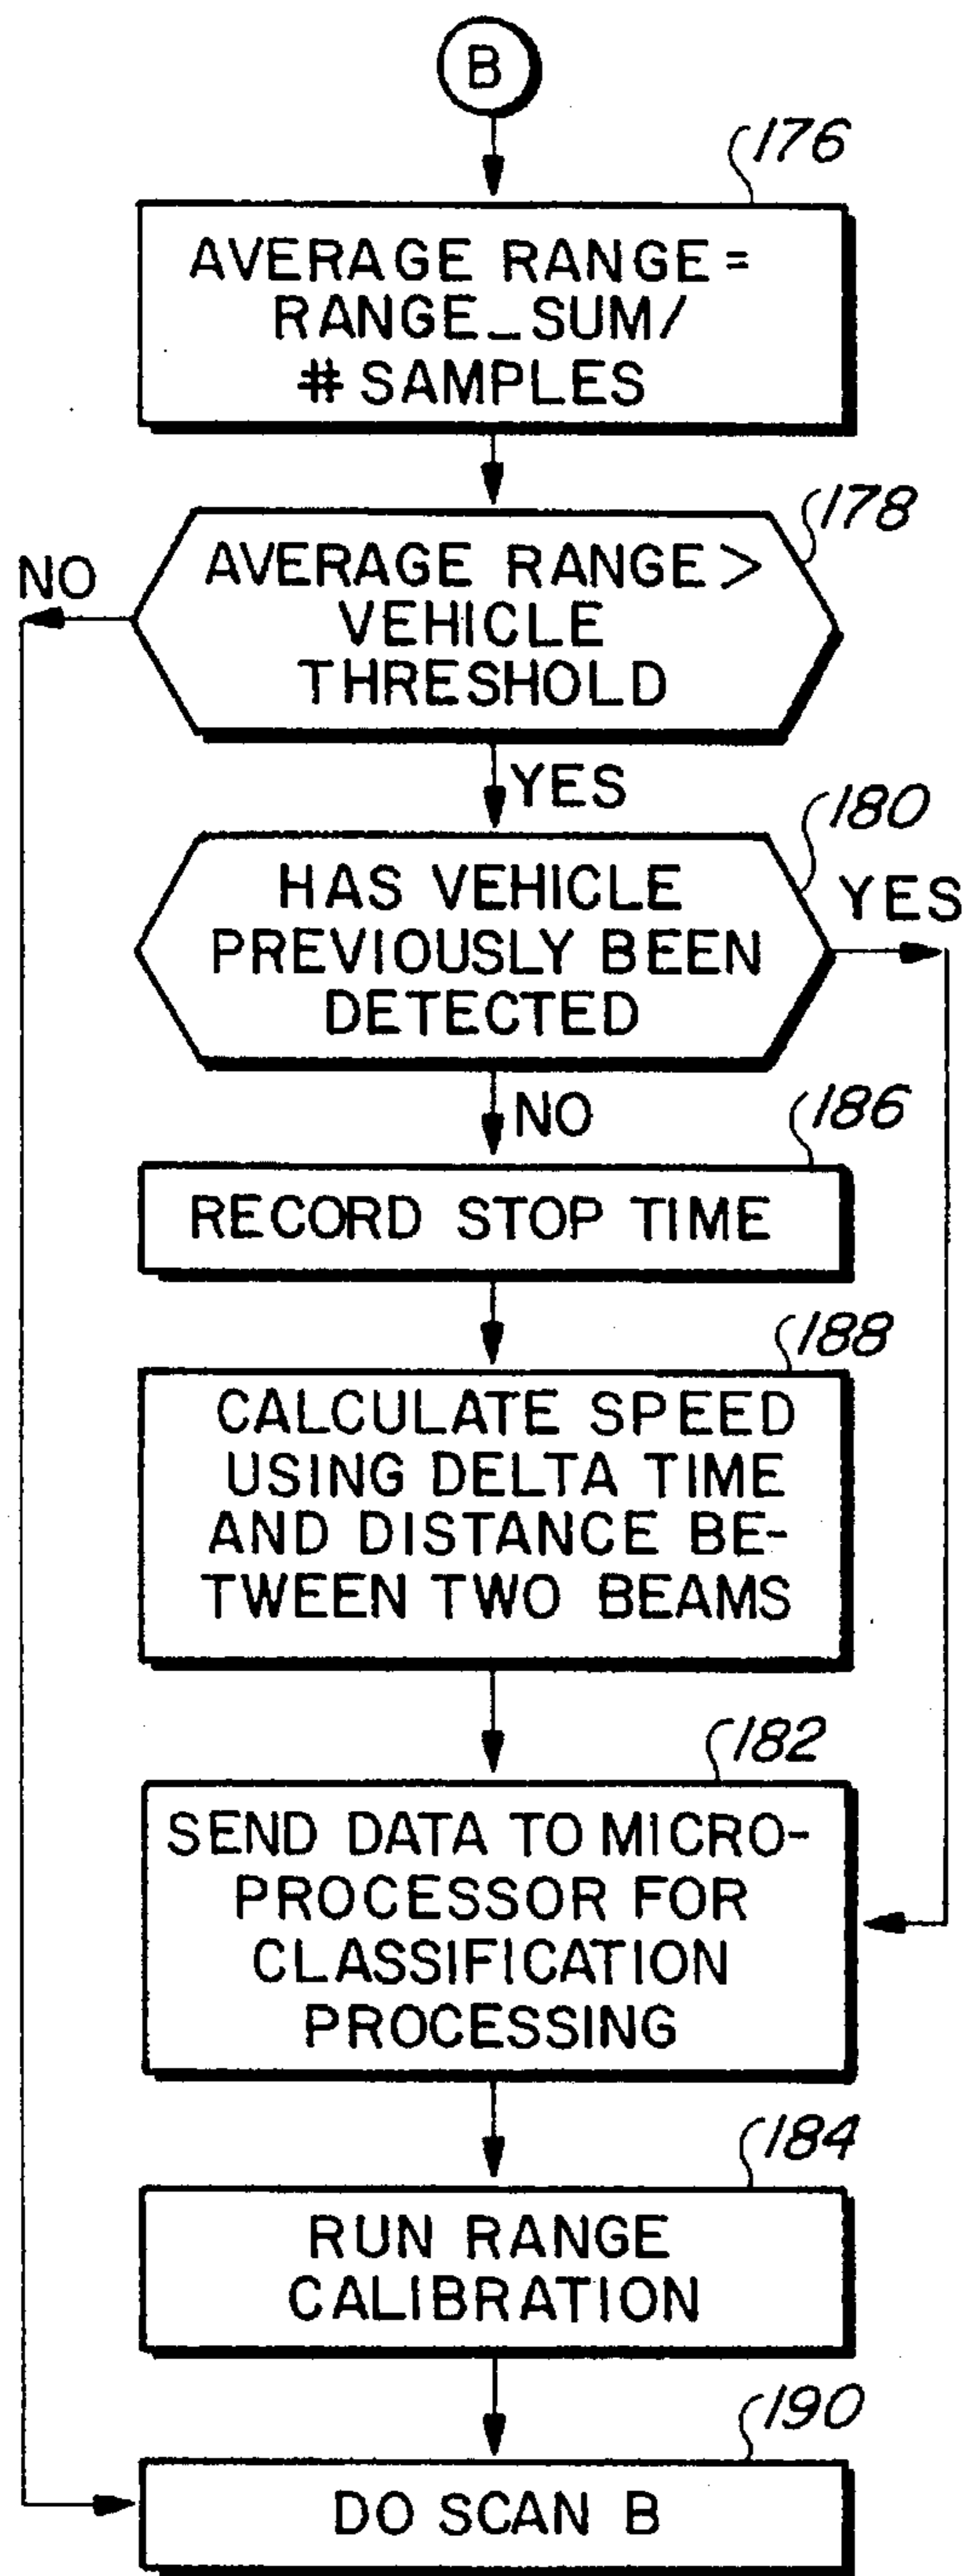 B
176
AVERAGE RANGE =
RANGE_SUM/
# SAMPLES
178
NO
AVERAGE RANGE >
VEHICLE
THRESHOLD
YES
180
HAS VEHICLE
PREVIOUSLY BEEN
DETECTED
YES
NO
186
RECORD STOP TIME
188
CALCULATE SPEED
USING DELTA TIME
AND DISTANCE BE-
TWEEN TWO BEAMS
182
SEND DATA TO MICRO-
PROCESSOR FOR
CLASSIFICATION
PROCESSING
184
RUN RANGE
CALIBRATION
190
DO SCAN B